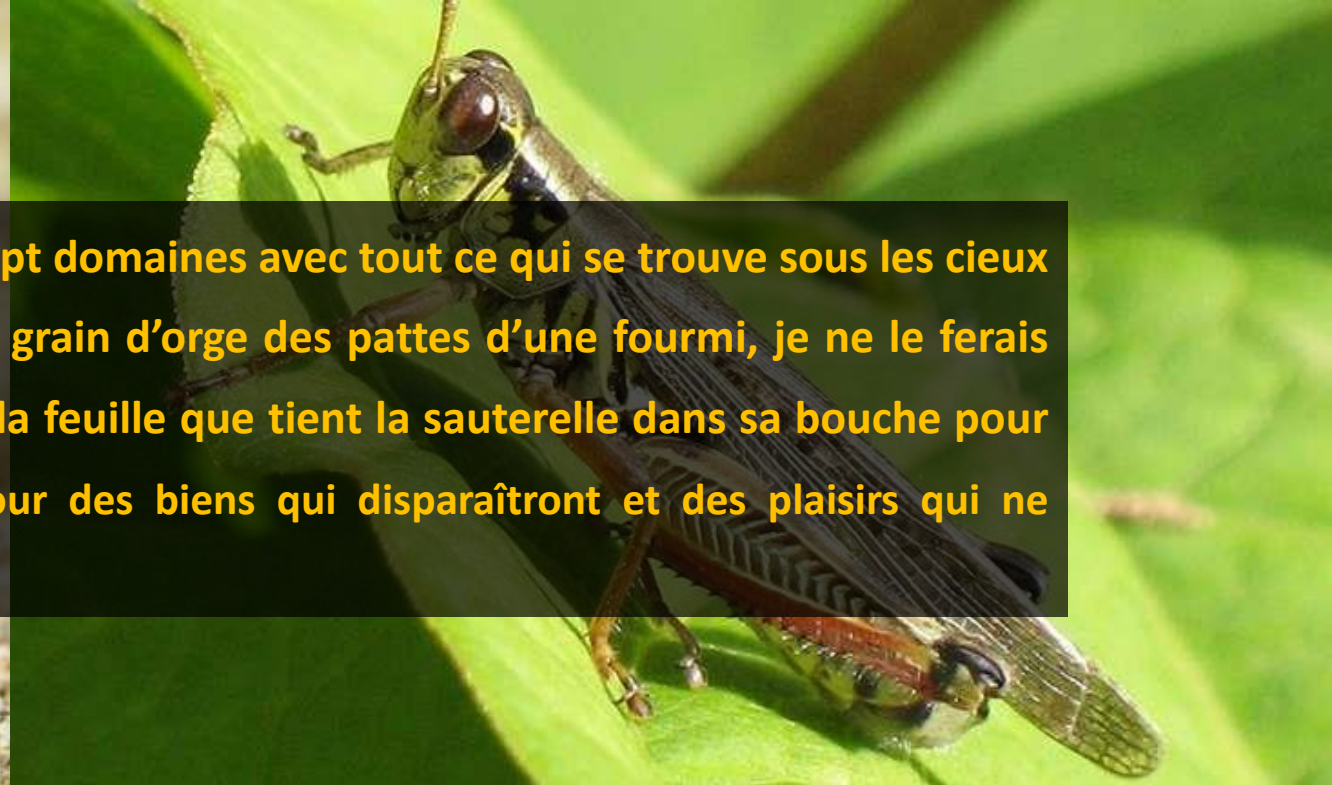 pt domaines avec tout ce qui se trouve sous les cieux
grain d’orge des pattes d’une fourmi, je ne le ferais
la feuille que tient la sauterelle dans sa bouche pour
ur des biens qui disparaîtront et des plaisirs qui ne